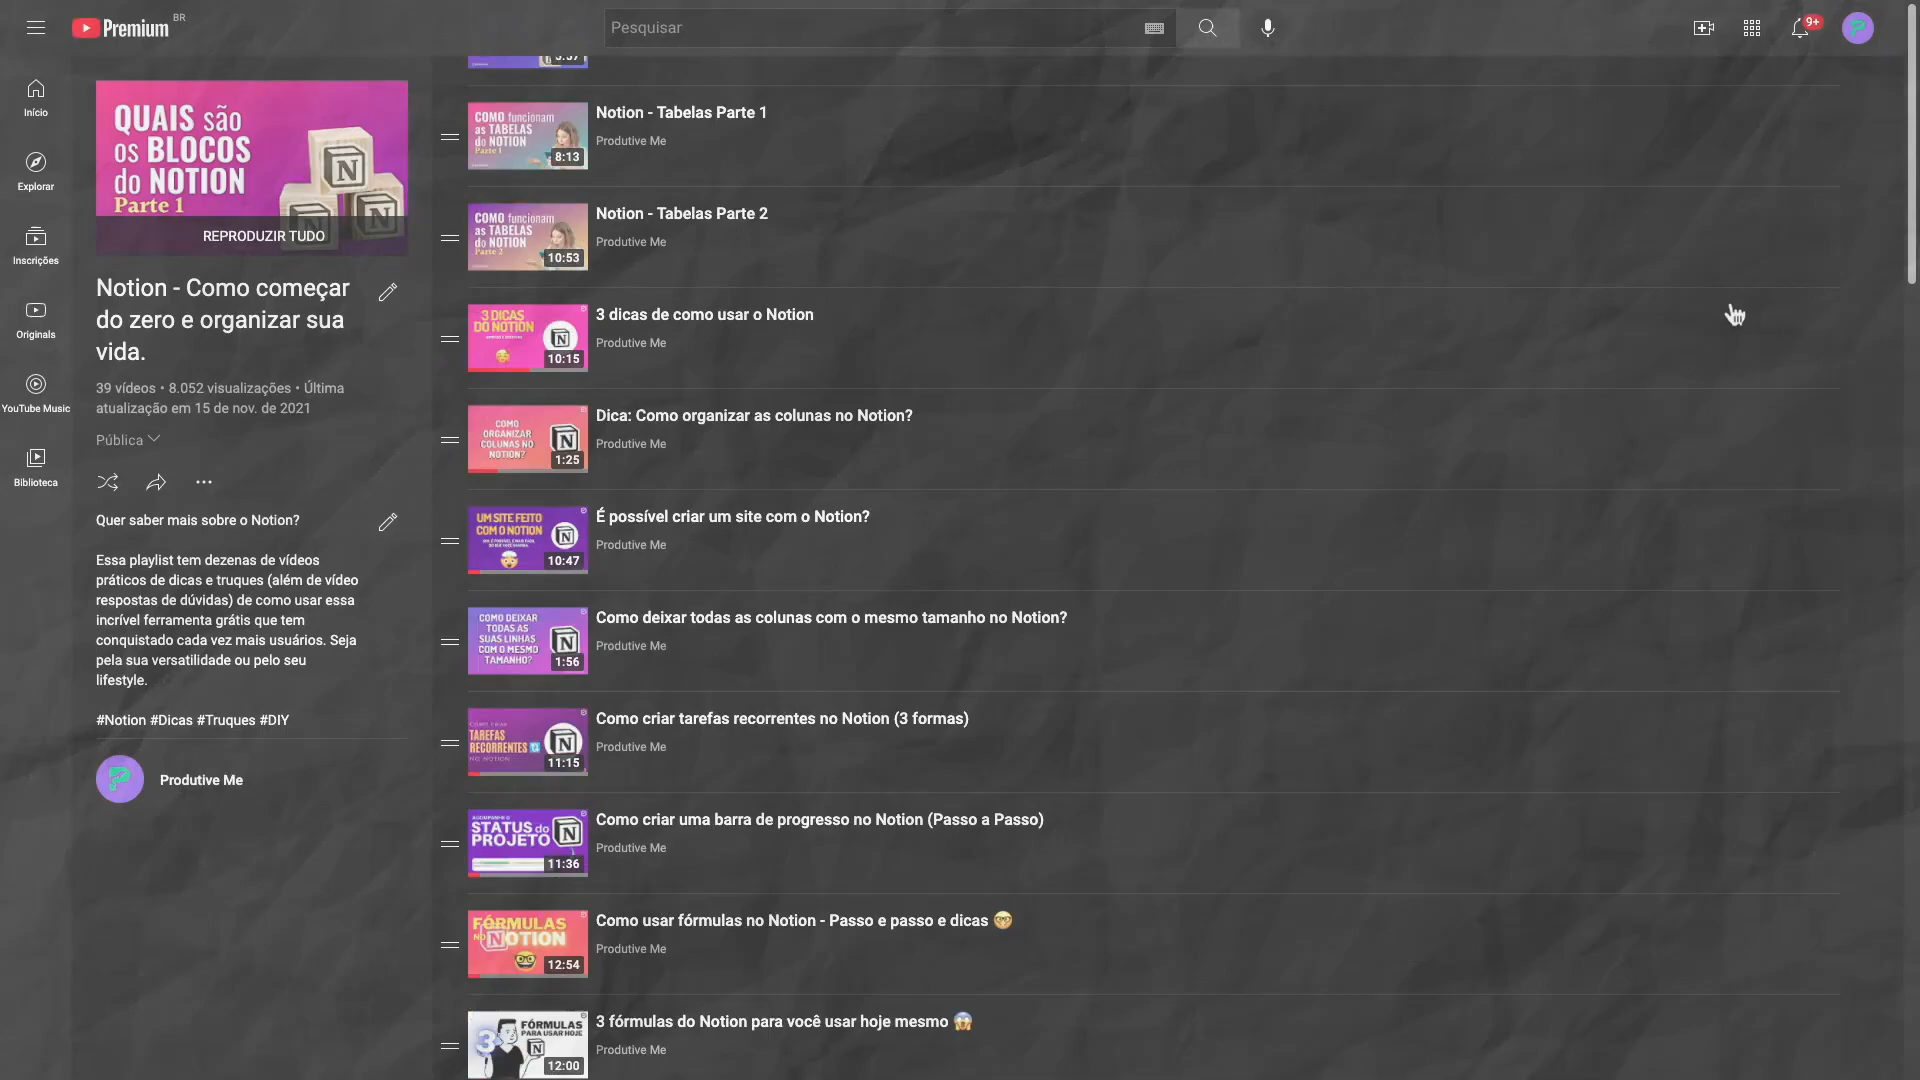 Premium BR
Pesquisar
9+
Início
Explorar
Inscrições
Originals
YouTube Music
Biblioteca
QUAIS são
os BLOCOS
do NOTION
Parte 1
REPRODUZIR TUDO
Notion - Como começar
do zero e organizar sua
vida.
39 vídeos • 8.052 visualizações • Última
atualização em 15 de nov. de 2021
Pública
Quer saber mais sobre o Notion?
Essa playlist tem dezenas de vídeos
práticos de dicas e truques (além de vídeo
respostas de dúvidas) de como usar essa
incrível ferramenta grátis que tem
conquistado cada vez mais usuários. Seja
pela sua versatilidade ou pelo seu
lifestyle.
#Notion #Dicas #Truques #DIY
Produtive Me
COMO funcionam
as TABELAS
do NOTION
Parte 1
8:13
Notion - Tabelas Parte 1
Produtive Me
COMO funcionam
as TABELAS
do NOTION
Parte 2
10:53
Notion - Tabelas Parte 2
Produtive Me
3 DICAS
DO NOTION
10:15
3 dicas de como usar o Notion
Produtive Me
COMO
ORGANIZAR
COLUNAS NO
NOTION?
1:25
Dica: Como organizar as colunas no Notion?
Produtive Me
UM SITE FEITO
COM O NOTION
10:47
É possível criar um site com o Notion?
Produtive Me
COMO DEIXAR
TODAS AS
SUAS LINHAS
COM O MESMO
TAMANHO?
1:56
Como deixar todas as colunas com o mesmo tamanho no Notion?
Produtive Me
COMO CRIAR
TAREFAS
RECORRENTES
NO NOTION
11:15
Como criar tarefas recorrentes no Notion (3 formas)
Produtive Me
ACOMPANHE O
STATUS do
PROJETO
11:36
Como criar uma barra de progresso no Notion (Passo a Passo)
Produtive Me
FÓRMULAS
NO NOTION
12:54
Como usar fórmulas no Notion - Passo e passo e dicas 🤓
Produtive Me
3 FÓRMULAS
PARA USAR HOJE
12:00
3 fórmulas do Notion para você usar hoje mesmo 😱
Produtive Me